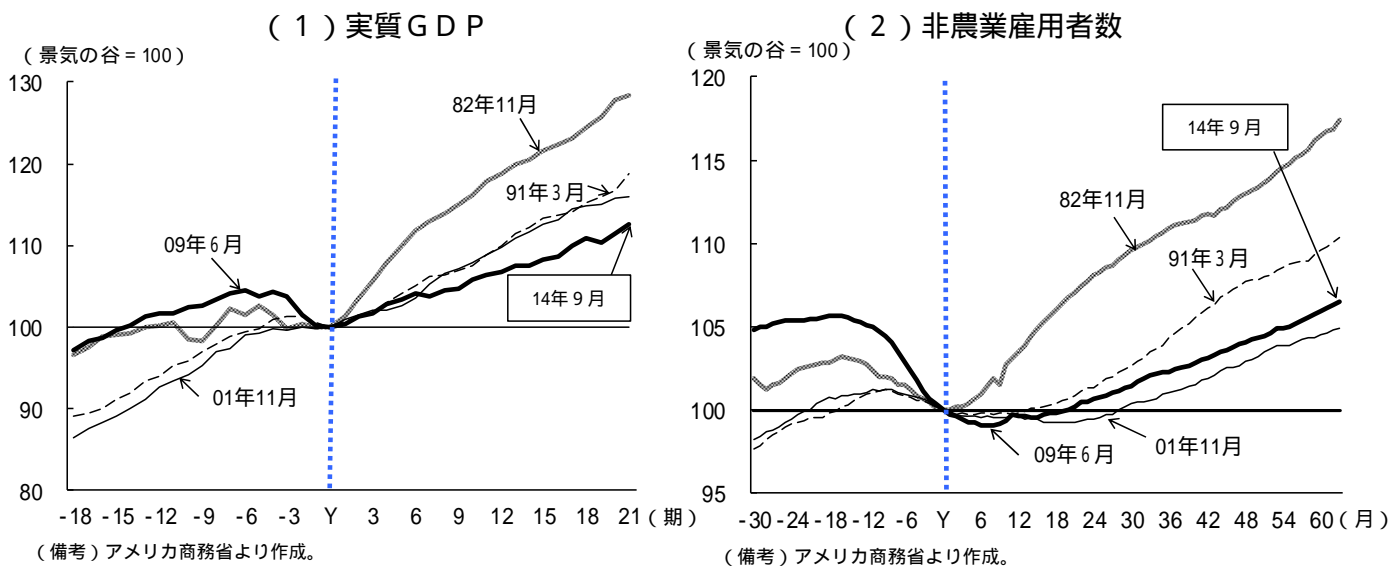 (1)実質GDP
(景気の谷=100)
130
120
110
100
90
80
82年11月
91年3月
09年6月
14年9月
01年11月
-18 -15 -12 -9 -6 -3 Y 3 6 9 12 15 18 21(期)
(備考)アメリカ商務省より作成。
(2)非農業雇用者数
(景気の谷=100)
120
115
110
105
100
95
14年9月
82年11月
91年3月
01年11月
09年6月
-30 -24 -18 -12 -6 Y 6 12 18 24 30 36 42 48 54 60(月)
(備考)アメリカ商務省より作成。